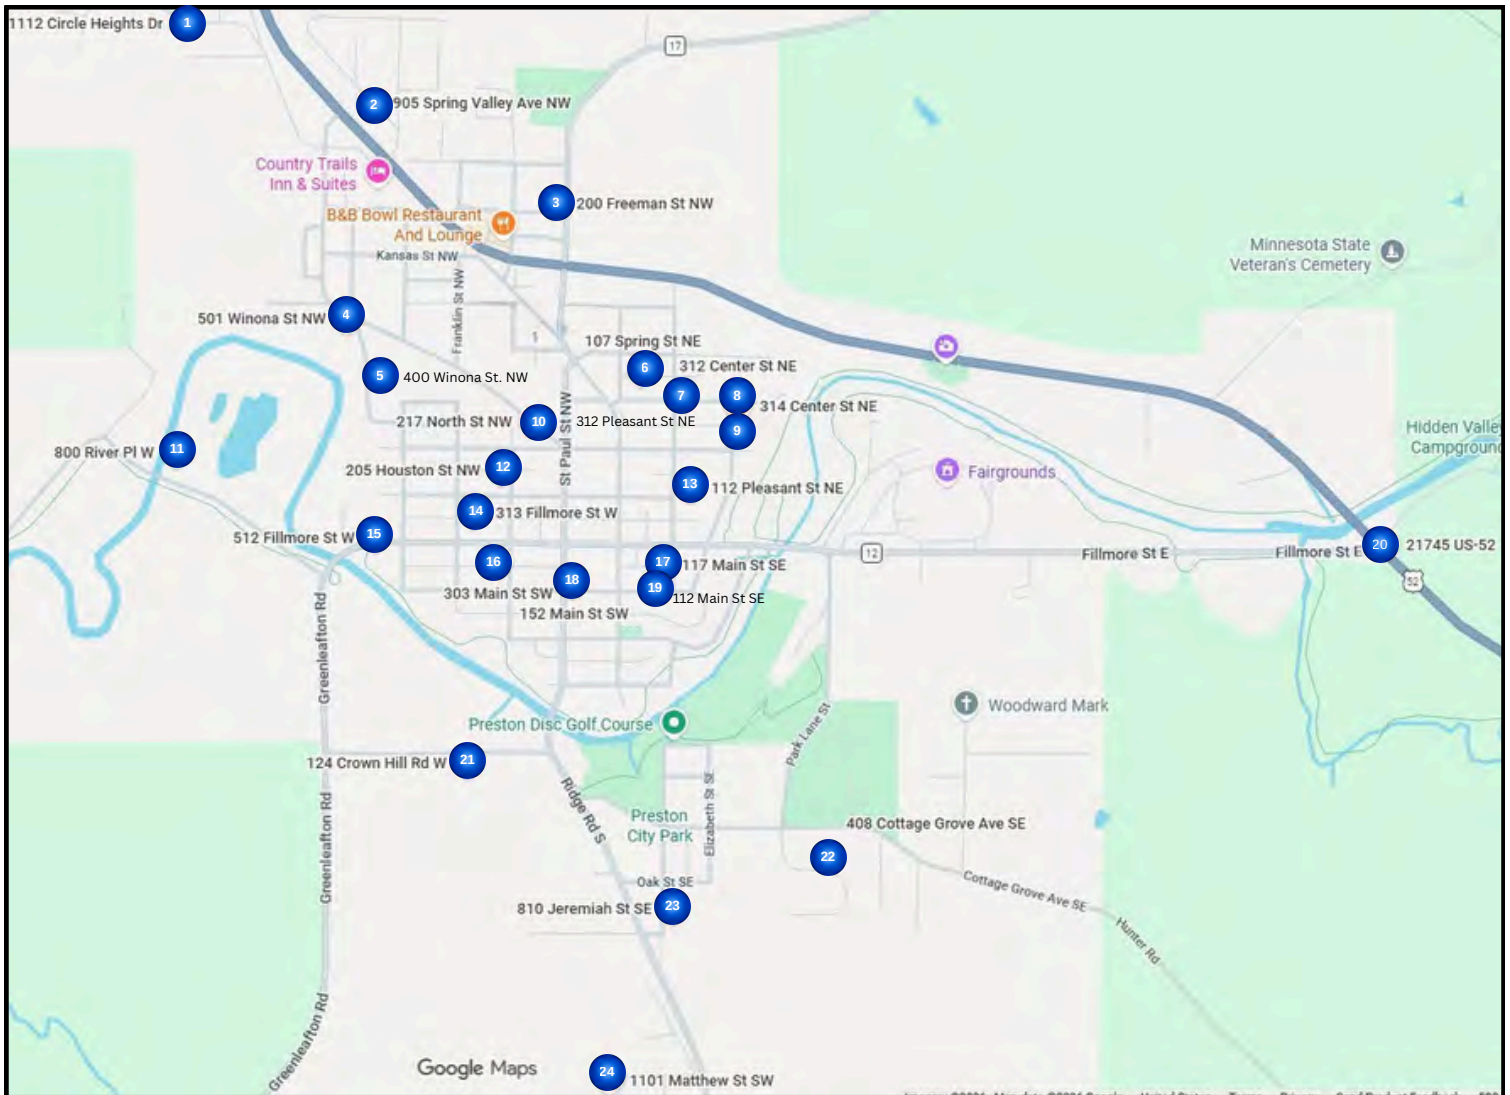 1112 Circle Heights Dr
1
17
2
905 Spring Valley Ave NW
Country Trails
Inn & Suites
3
200 Freeman St NW
B&B Bowl Restaurant
And Lounge
Kansas St NW
Franklin St NW
Minnesota State
Veteran's Cemetery
501 Winona St NW
4
1
107 Spring St NE
6
312 Center St NE
5
400 Winona St. NW
7
8
314 Center St NE
217 North St NW
10
St Paul St NW
312 Pleasant St NE
9
Hidden Valle
Campground
800 River Pl W
11
205 Houston St NW
12
Fairgrounds
13
112 Pleasant St NE
14
313 Fillmore St W
512 Fillmore St W
15
12
Fillmore St E
Fillmore St E
20
21745 US-52
52
16
17
117 Main St SE
303 Main St SW
18
19
112 Main St SE
152 Main St SW
Greenleafton Rd
Preston Disc Golf Course
Woodward Mark
Park Lane St
124 Crown Hill Rd W
21
Ridge Rd S
Elizabeth St SE
Preston
City Park
408 Cottage Grove Ave SE
22
Greenleafton Rd
Oak St SE
Cottage Grove Ave SE
810 Jeremiah St SE
23
Hunter Rd
Greenleafton Rd
Google Maps
24
1101 Matthew St SW